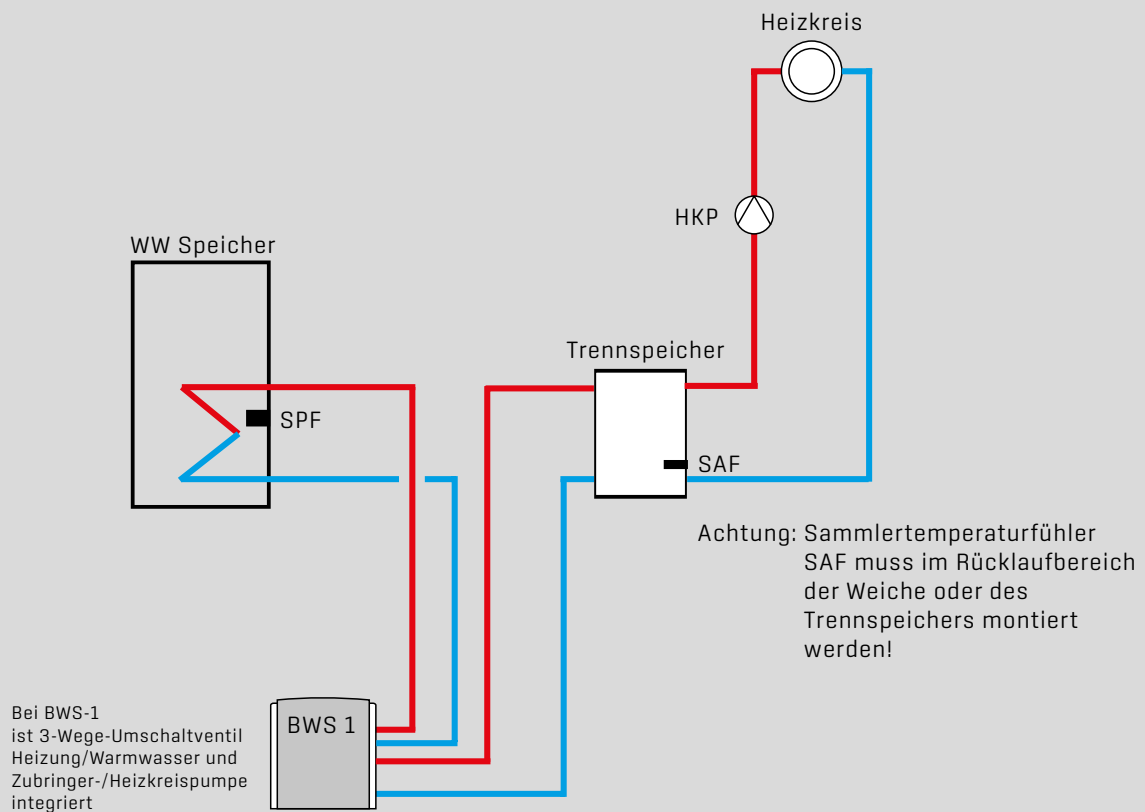 Heizkreis
HKP
WW Speicher
Trennspeicher
SPF
SAF
Achtung: Sammlertemperaturfühler
SAF muss im Rücklaufbereich
der Weiche oder des
Trennspeichers montiert
werden!
BWS 1
Bei BWS-1
ist 3-Wege-Umschaltventil
Heizung/Warmwasser und
Zubringer-/Heizkreispumpe
integriert